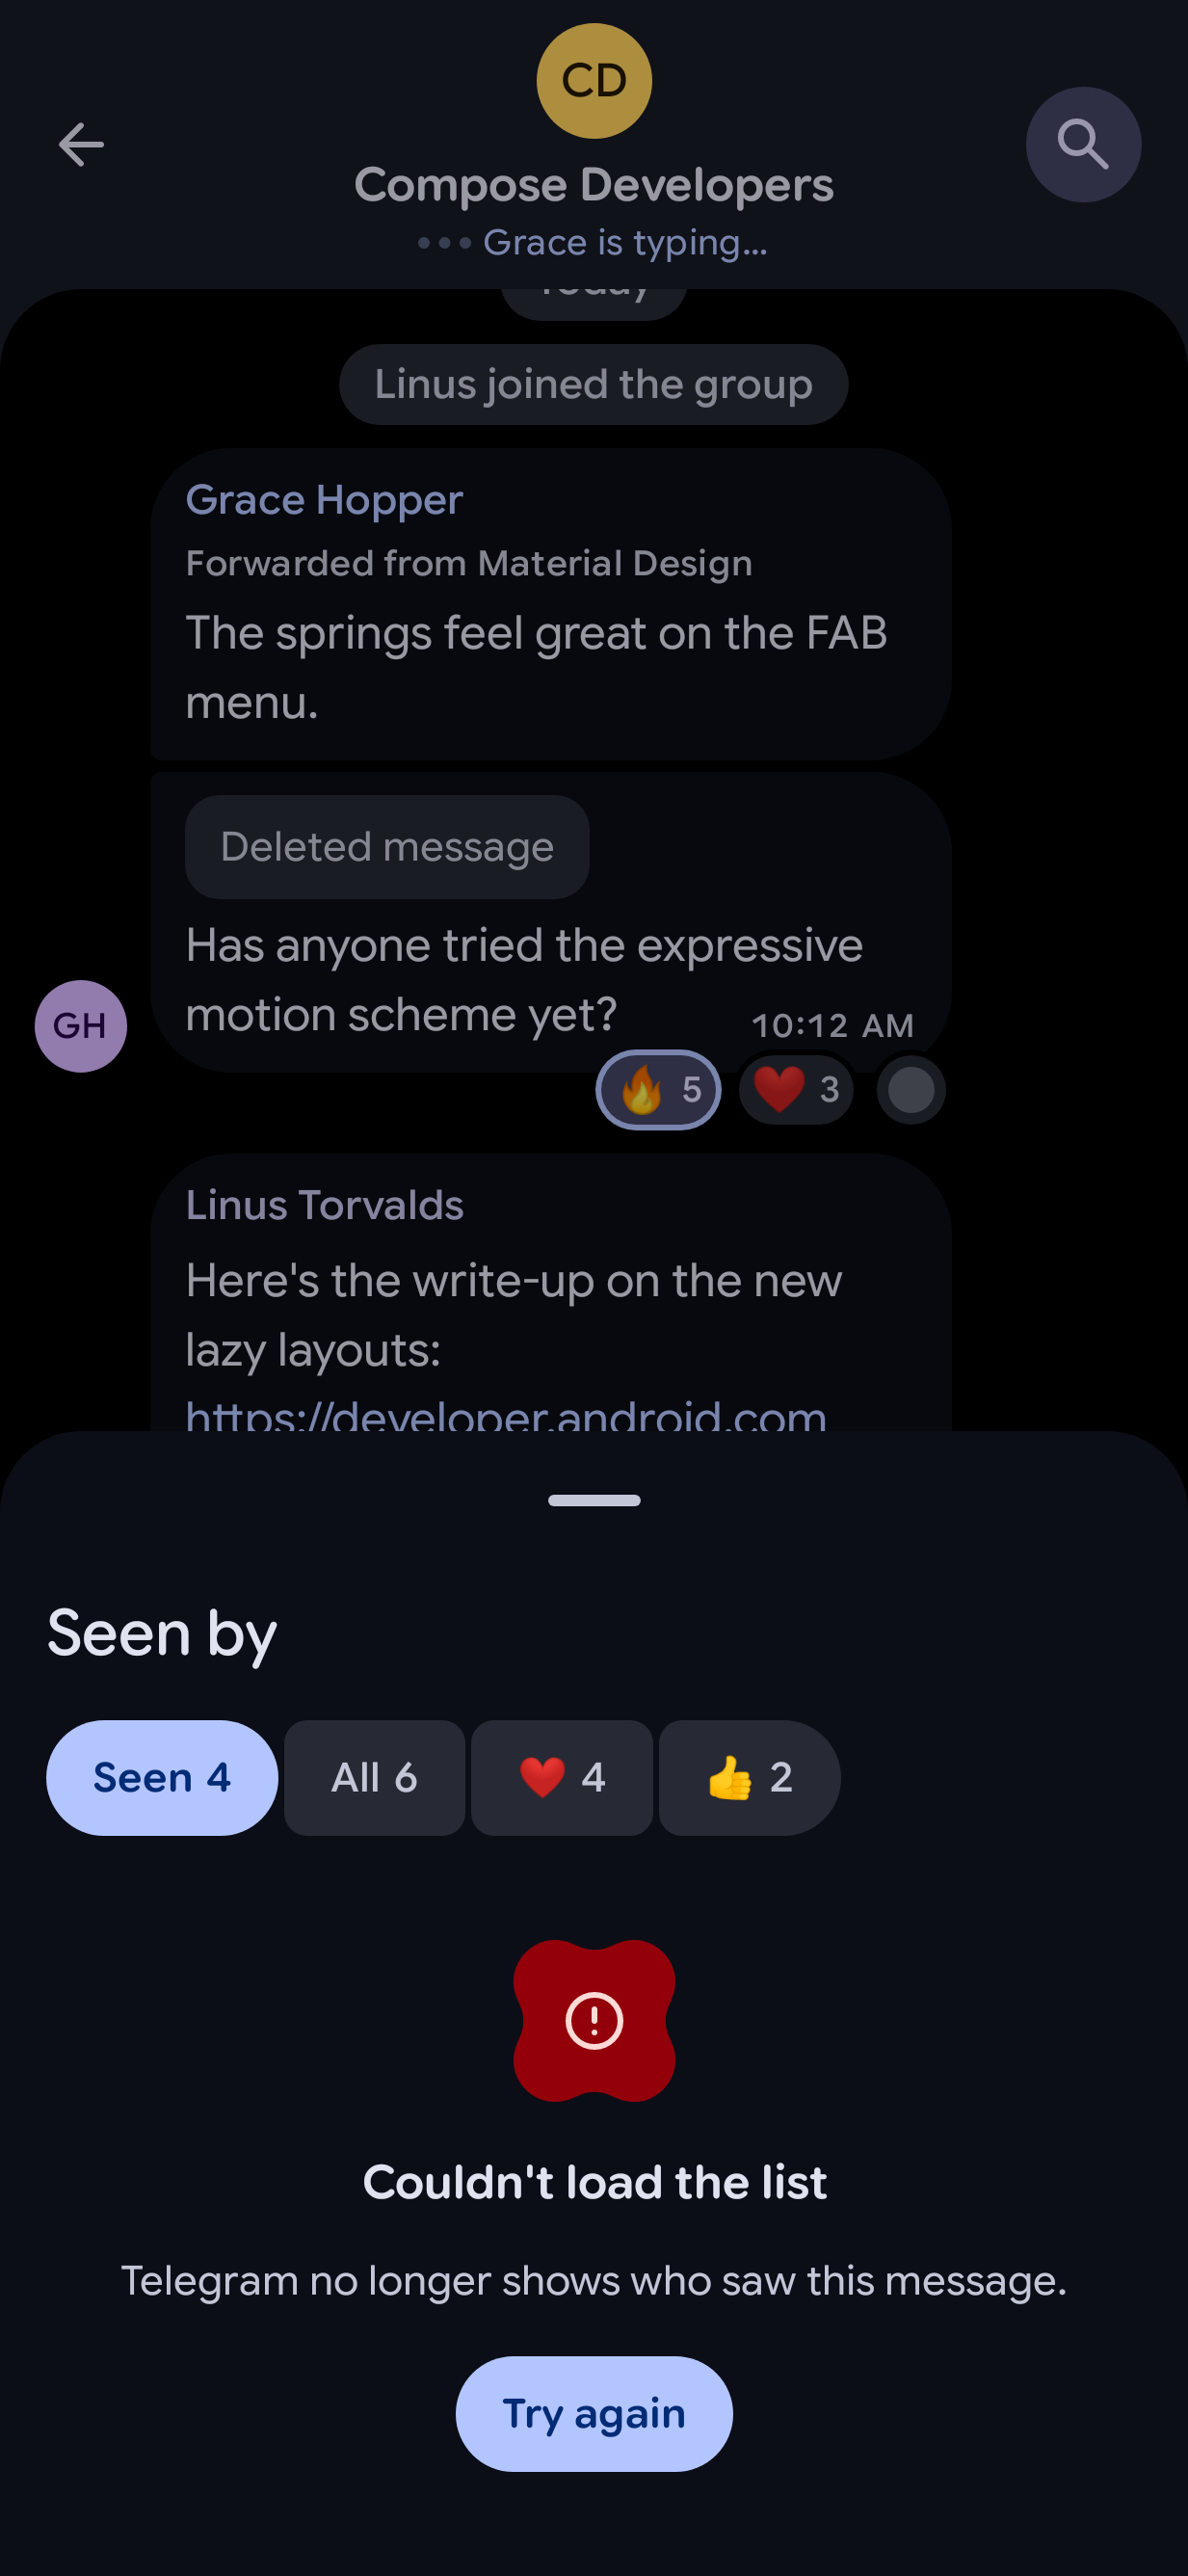 CD
Compose Developers
Grace is typing...
Today
Linus joined the group
Grace Hopper
Forwarded from Material Design
The springs feel great on the FAB
menu.
Deleted message
Has anyone tried the expressive
motion scheme yet?
10:12 AM
GH
🔥 5 ❤️ 3
Linus Torvalds
Here's the write-up on the new
lazy layouts:
https://developer.android.com
Seen by
Seen 4 All 6 ❤️ 4 👍 2
Couldn't load the list
Telegram no longer shows who saw this message.
Try again